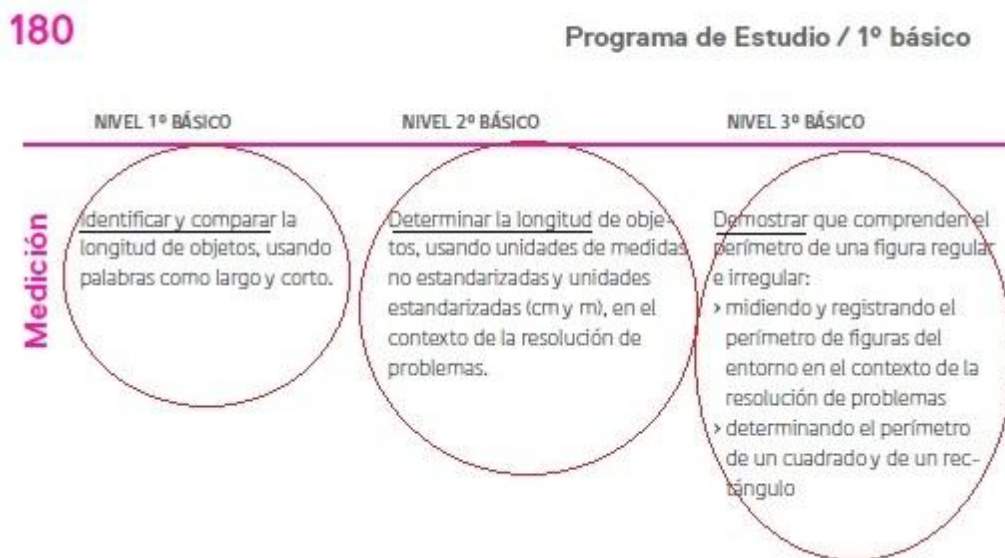 180
Programa de Estudio / 1º básico
NIVEL 1º BÁSICO
NIVEL 2º BÁSICO
NIVEL 3º BÁSICO
Medición
Identificar y comparar la
longitud de objetos, usando
palabras como largo y corto.
Determinar la longitud de obje-
tos, usando unidades de medidas
no estandarizadas y unidades
estandarizadas (cm y m), en el
contexto de la resolución de
problemas.
Demostrar que comprenden el
perímetro de una figura regular
e irregular:
› midiendo y registrando el
perímetro de figuras del
entorno en el contexto de la
resolución de problemas
› determinando el perímetro
de un cuadrado y de un rec-
tángulo